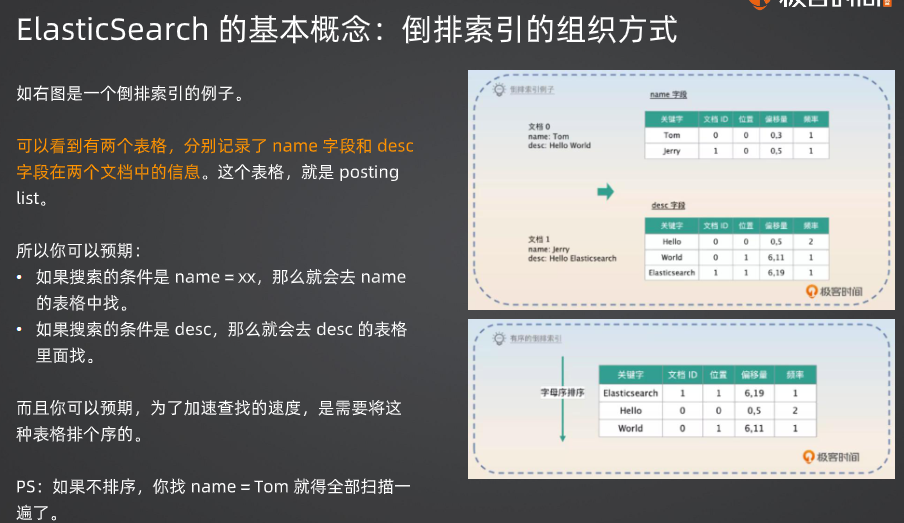 极客时间
ElasticSearch 的基本概念：倒排索引的组织方式
如右图是一个倒排索引的例子。
可以看到有两个表格，分别记录了 name 字段和 desc
字段在两个文档中的信息。这个表格，就是 posting
list。
所以你可以预期：
• 如果搜索的条件是 name = xx，那么就会去 name
的表格中找。
• 如果搜索的条件是 desc，那么就会去 desc 的表格
里面找。
而且你可以预期，为了加速查找的速度，是需要将这
种表格排个序的。
PS：如果不排序，你找 name = Tom 就得全部扫描一
遍了。
倒排索引例子
文档 0
name: Tom
desc: Hello World
文档 1
name: Jerry
desc: Hello Elasticsearch
name 字段
关键字 文档 ID 位置 偏移量 频率
Tom 0 0 0,3 1
Jerry 1 0 0,5 1
desc 字段
关键字 文档 ID 位置 偏移量 频率
Hello 0 0 0,5 2
World 0 1 6,11 1
Elasticsearch 1 1 6,19 1
极客时间
有序的倒排索引
字母序排序
关键字 文档 ID 位置 偏移量 频率
Elasticsearch 1 1 6,19 1
Hello 0 0 0,5 2
World 0 1 6,11 1
极客时间